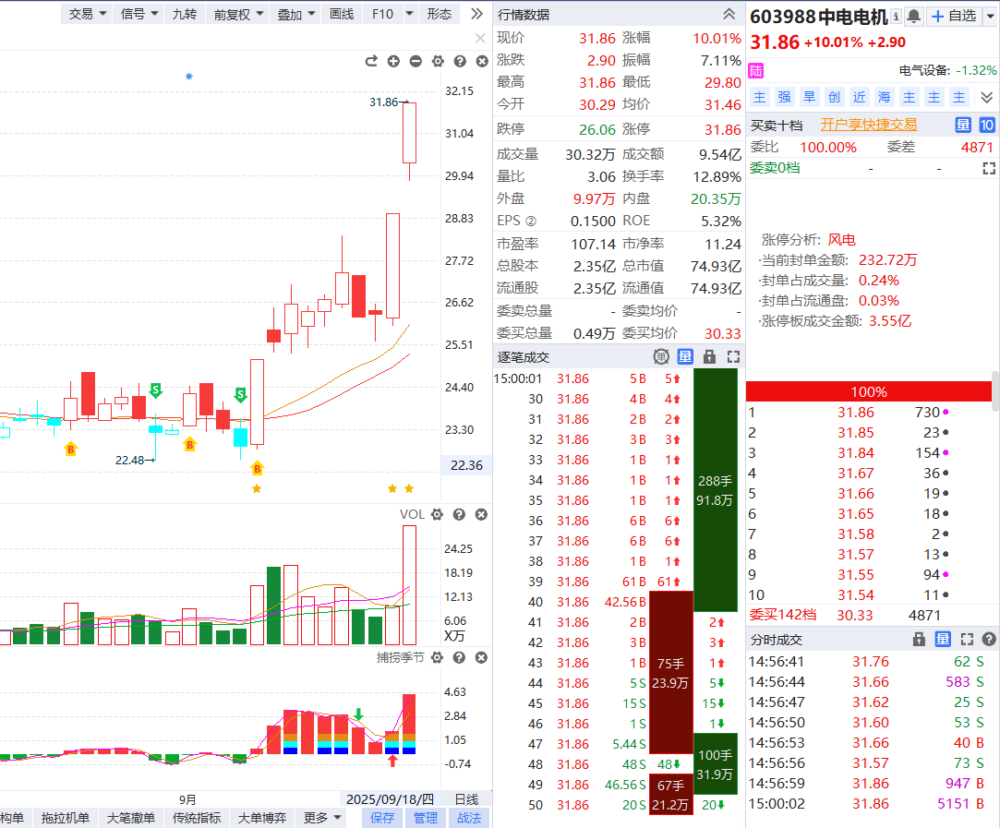 交易 信号 九转 前复权 叠加 画线 F10 形态
31.86→
32.15
31.04
29.94
28.83
27.72
26.62
25.51
24.40
23.30
22.36
S
S
B
B
B
22.48→
VOL
24.25
18.19
12.13
6.06
X万
捕捞季节
4.63
2.84
1.05
-0.74
9月 2025/09/18/四 日线
构单 拖拉机单 大笔撤单 传统指标 大单博弈 更多 保存 管理 战法
行情数据
现价 31.86 涨幅 10.01%
涨跌 2.90 振幅 7.11%
最高 31.86 最低 29.80
今开 30.29 均价 31.46
跌停 26.06 涨停 31.86
成交量 30.32万 成交额 9.54亿
量比 3.06 换手率 12.89%
外盘 9.97万 内盘 20.35万
EPS ② 0.1500 ROE 5.32%
市盈率 107.14 市净率 11.24
总股本 2.35亿 总市值 74.93亿
流通股 2.35亿 流通值 74.93亿
委卖总量 - 委卖均价 -
委买总量 0.49万 委买均价 30.33
逐笔成交 单 量
15:00:01 31.86 5B 5
30 31.86 4B 4
31 31.86 2B 2
32 31.86 3B 3
33 31.86 1B 1
34 31.86 1B 1
35 31.86 1B 1
36 31.86 6B 6
37 31.86 6B 6
38 31.86 1B 1
39 31.86 61B 61
40 31.86 42.56B
41 31.86 2B 2
42 31.86 3B 3
43 31.86 1B 1
44 31.86 5S 5
45 31.86 15S 15
46 31.86 1S 1
47 31.86 5.44S
48 31.86 48S 48
49 31.86 46.56S
50 31.86 20S 20
288手
91.8万
75手
23.9万
100手
31.9万
67手
21.2万
603988中电电机 自选
31.86 +10.01% +2.90
陆 电气设备: -1.32%
主 强 旱 创 近 海 主 主 主
买卖十档 开户享快捷交易 量 10
委比 100.00% 委差 4871
委卖0档 - -
涨停分析: 风电
·当前封单金额: 232.72万
·封单占成交量: 0.24%
·封单占流通盘: 0.03%
·涨停板成交金额: 3.55亿
100%
1 31.86 730
2 31.85 23
3 31.84 154
4 31.67 36
5 31.66 19
6 31.65 18
7 31.58 2
8 31.57 13
9 31.55 94
10 31.54 11
委买142档 30.33 4871
分时成交 量
14:56:41 31.76 62 S
14:56:44 31.66 583 S
14:56:47 31.62 25 S
14:56:50 31.60 53 S
14:56:53 31.66 40 B
14:56:56 31.57 73 S
14:56:59 31.86 947 B
15:00:02 31.86 5151 B